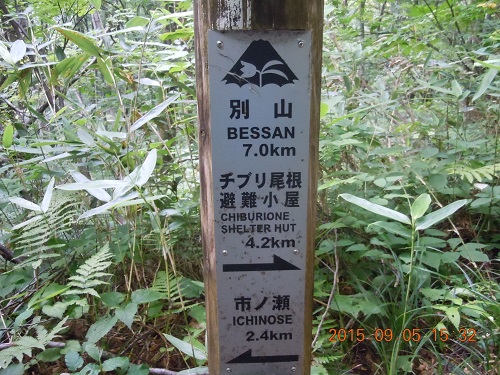 別山
BESSAN
7.0km
チブリ尾根
避難小屋
CHIBURIONE
SHELTER HUT
4.2km
市ノ瀬
ICHINOSE
2.4km
2015-09-05 15:32